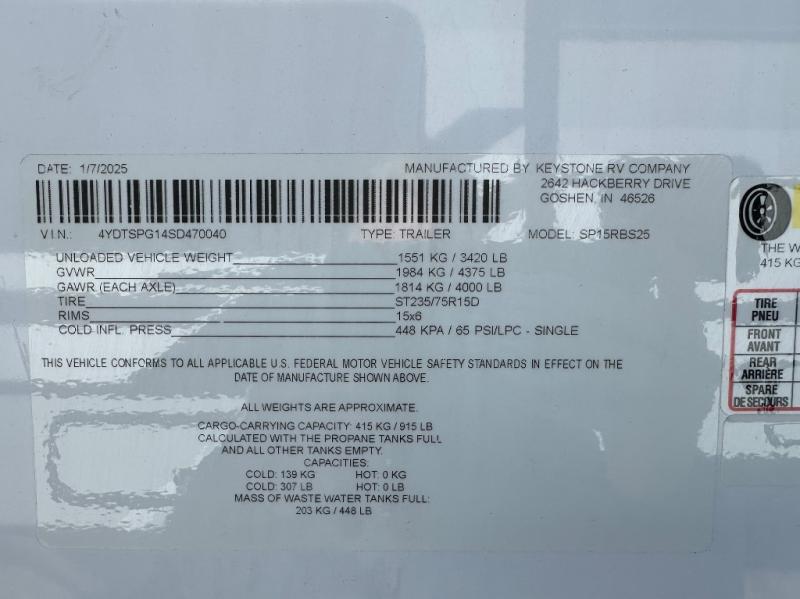 DATE: 1/7/2025
MANUFACTURED BY KEYSTONE RV COMPANY
2642 HACKBERRY DRIVE
GOSHEN, IN 46526
V I N.: 4YDTSPG14SD470040 TYPE: TRAILER MODEL: SP15RBS25
UNLOADED VEHICLE WEIGHT 1551 KG / 3420 LB
GVWR 1984 KG / 4375 LB
GAWR (EACH AXLE) 1814 KG / 4000 LB
TIRE ST235/75R15D
RIMS 15x6
COLD INFL. PRESS 448 KPA / 65 PSI/LPC - SINGLE
THIS VEHICLE CONFORMS TO ALL APPLICABLE U.S. FEDERAL MOTOR VEHICLE SAFETY STANDARDS IN EFFECT ON THE
DATE OF MANUFACTURE SHOWN ABOVE.
ALL WEIGHTS ARE APPROXIMATE.
CARGO-CARRYING CAPACITY: 415 KG / 915 LB
CALCULATED WITH THE PROPANE TANKS FULL
AND ALL OTHER TANKS EMPTY.
CAPACITIES:
COLD: 139 KG HOT: 0 KG
COLD: 307 LB HOT: 0 LB
MASS OF WASTE WATER TANKS FULL:
203 KG / 448 LB
THE W
415 KG
TIRE
PNEU
FRONT
AVANT
REAR
ARRIÈRE
SPARE
DE SECOURS